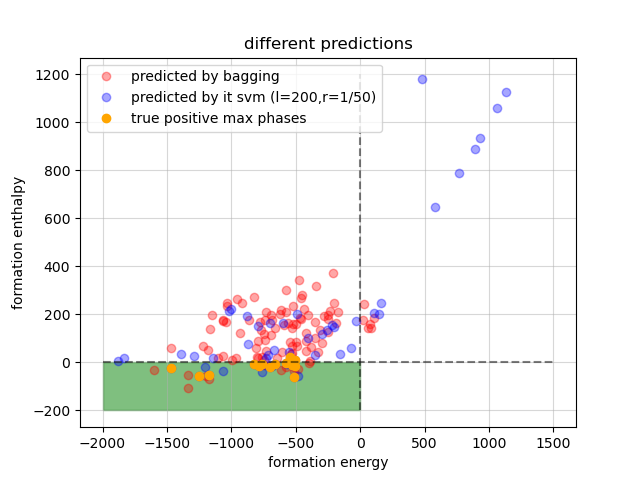 different predictions
predicted by bagging
predicted by it svm (l=200,r=1/50)
true positive max phases
1200
1000
800
600
400
200
0
−200
formation enthalpy
−2000 −1500 −1000 −500 0 500 1000 1500
formation energy